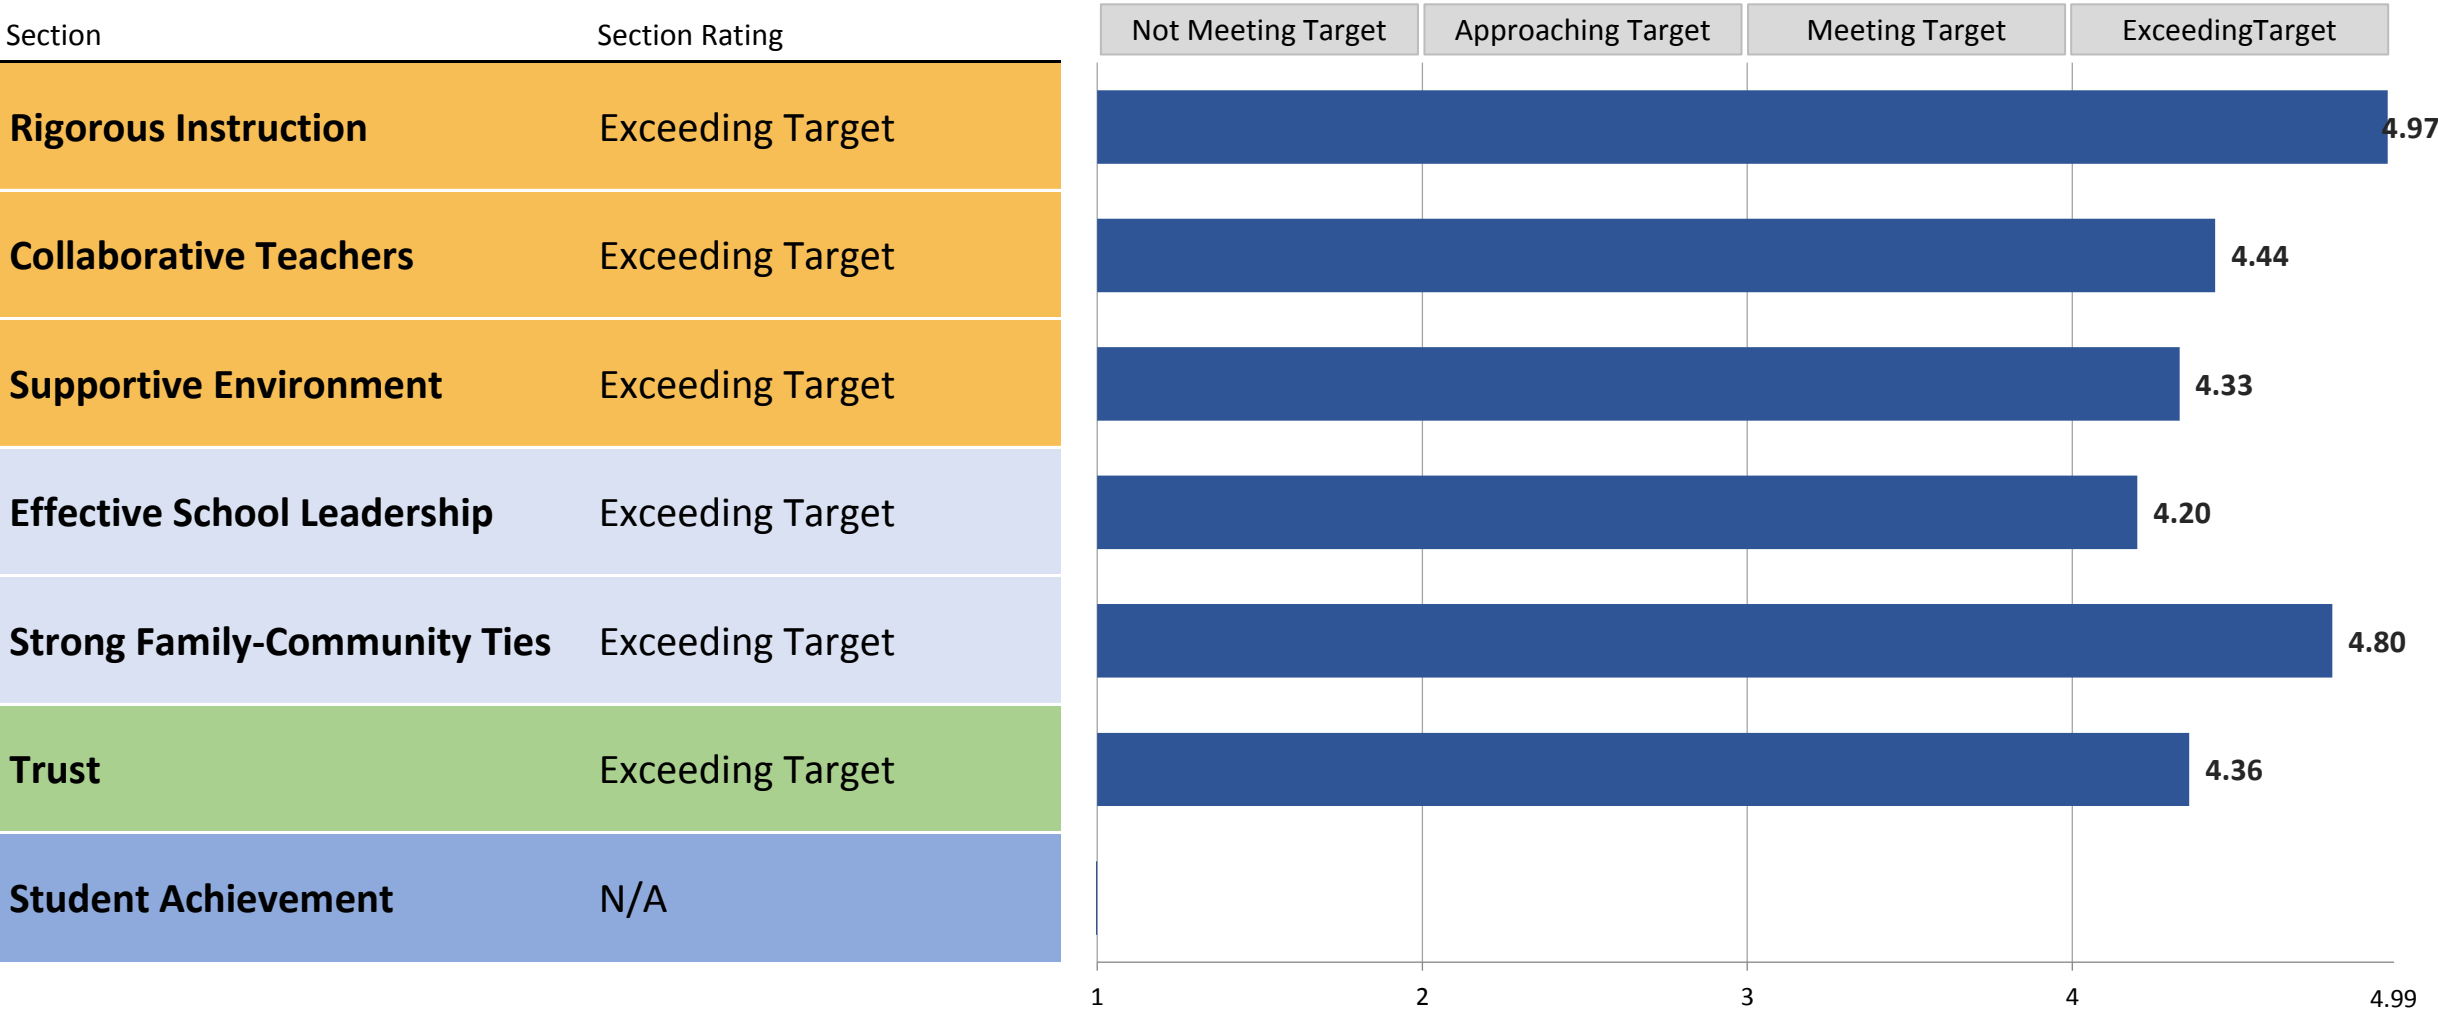 Section Section Rating Not Meeting Target Approaching Target Meeting Target ExceedingTarget
Rigorous Instruction Exceeding Target 4.97
Collaborative Teachers Exceeding Target 4.44
Supportive Environment Exceeding Target 4.33
Effective School Leadership Exceeding Target 4.20
Strong Family-Community Ties Exceeding Target 4.80
Trust Exceeding Target 4.36
Student Achievement N/A
1 2 3 4 4.99